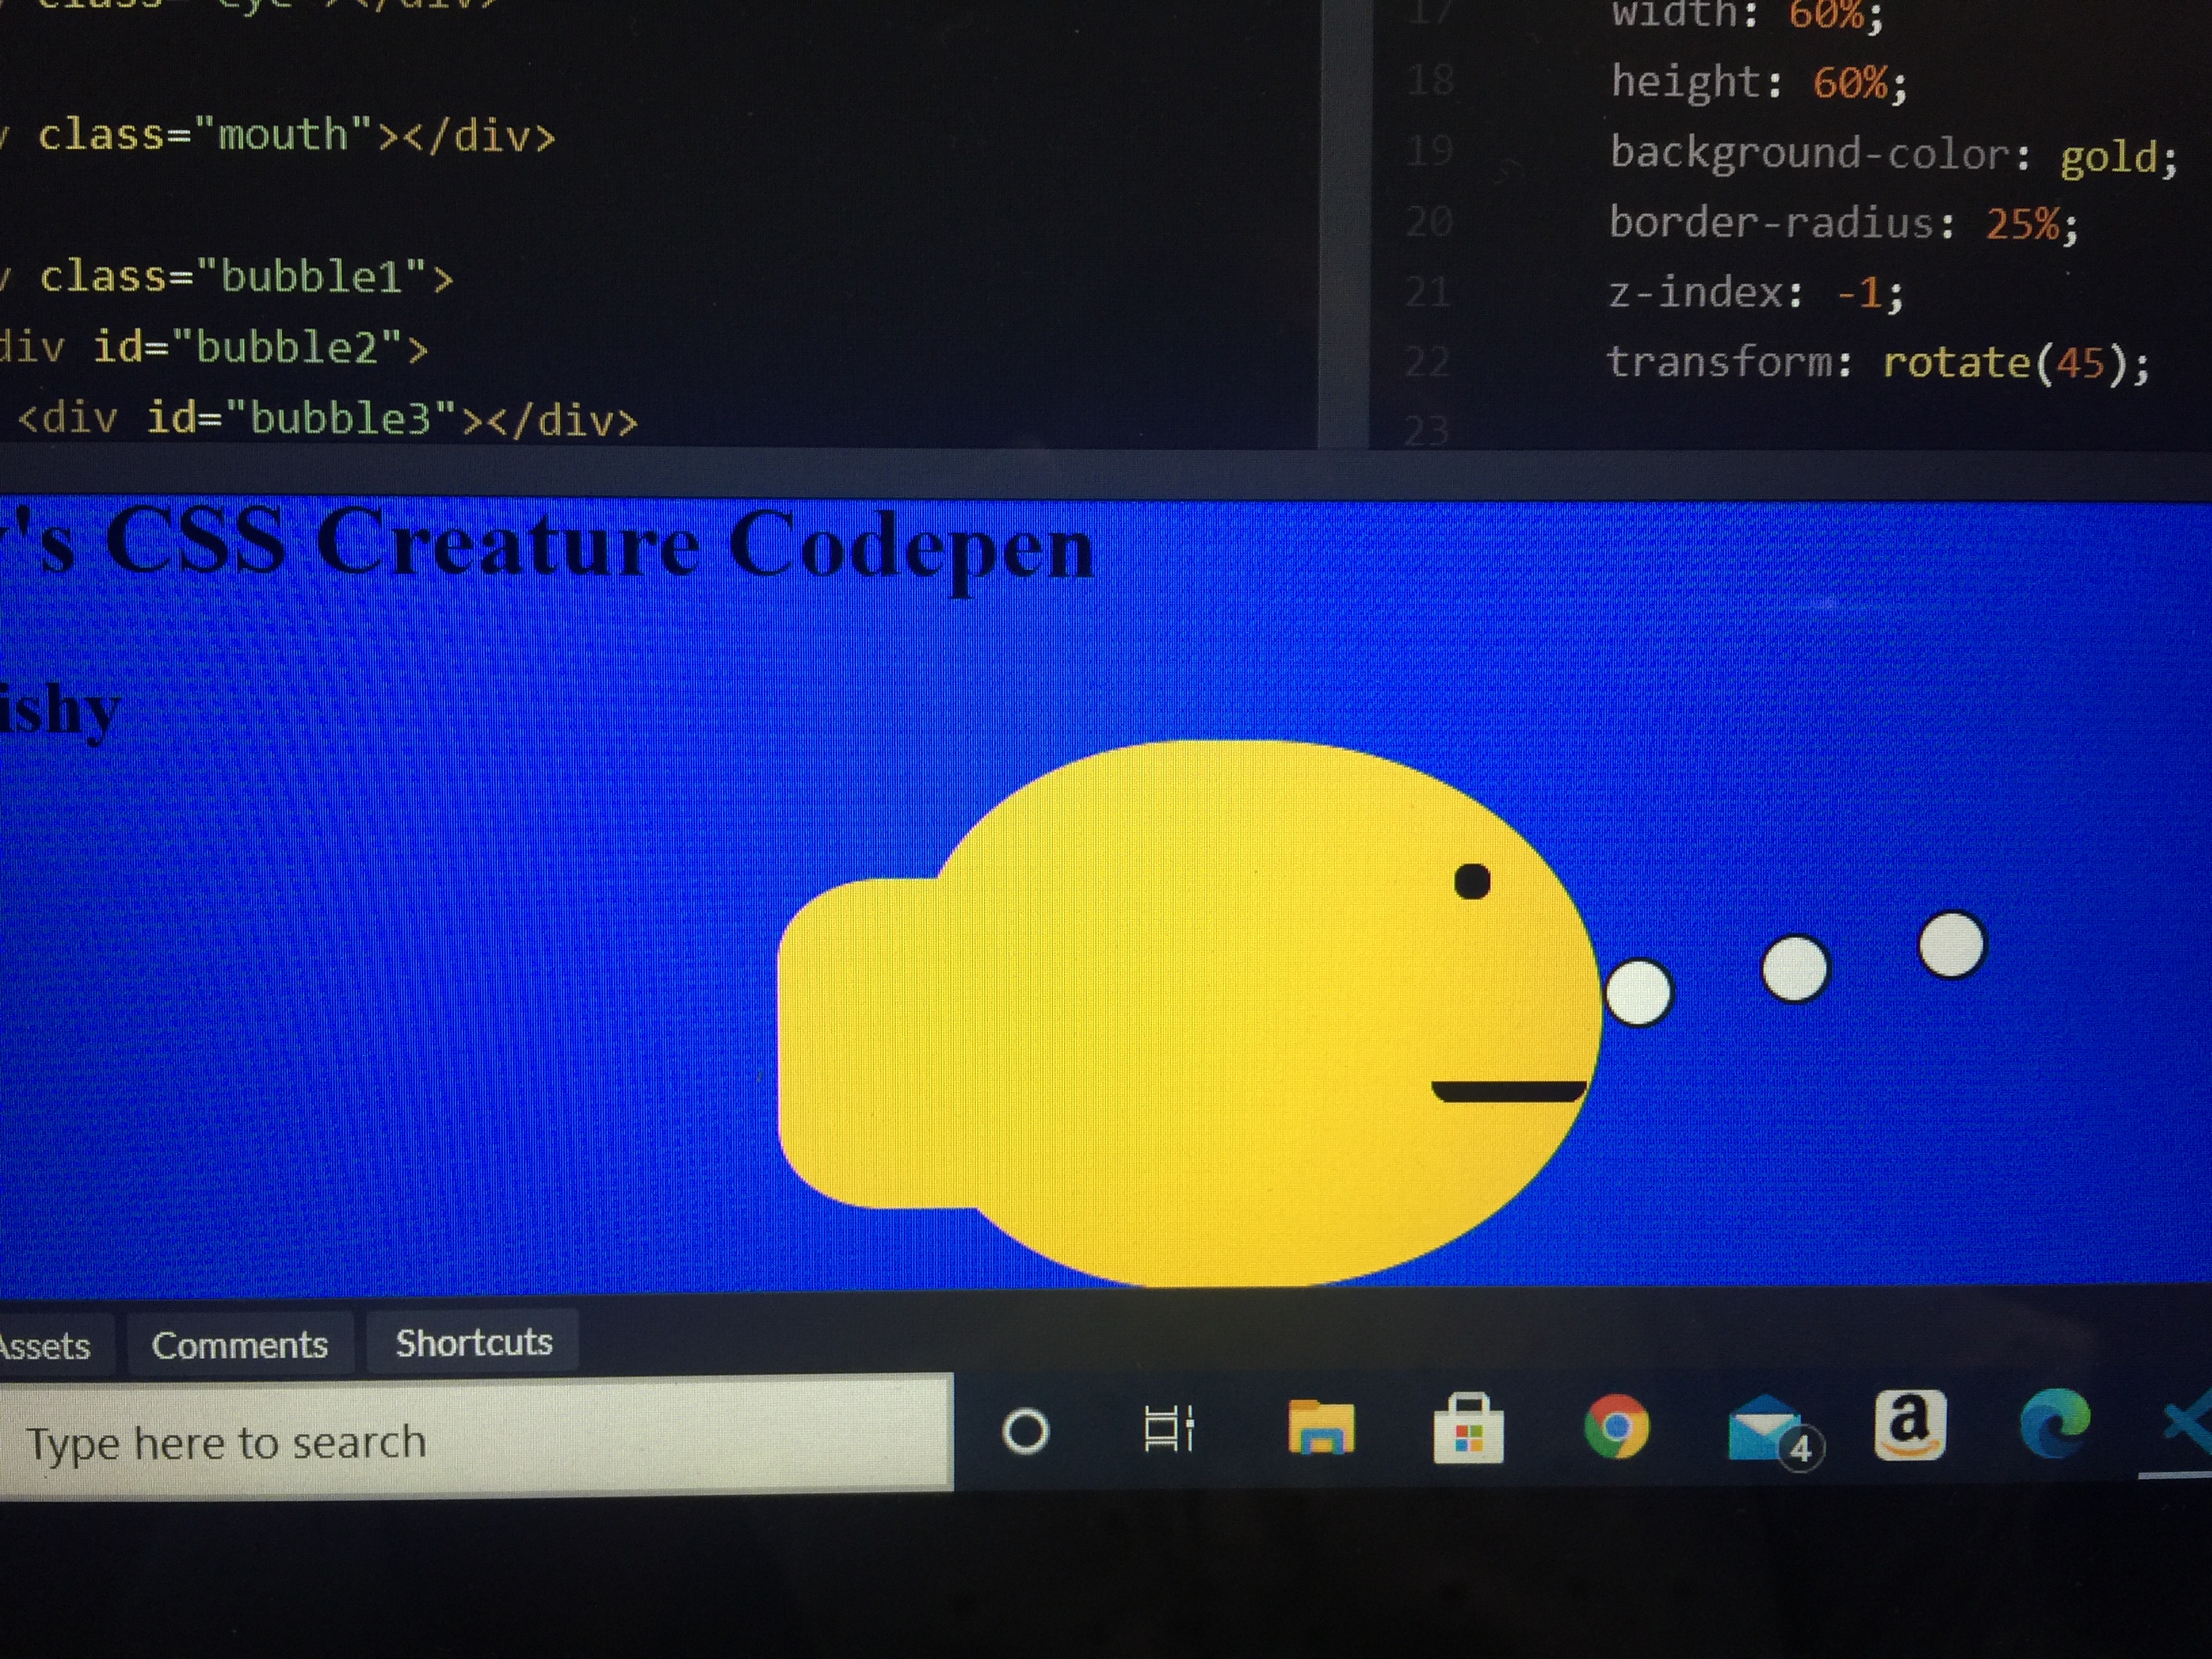 class="eye"></div>
class="mouth"></div>
class="bubble1">
div id="bubble2">
<div id="bubble3"></div>
17 width: 60%;
18 height: 60%;
19 background-color: gold;
20 border-radius: 25%;
21 z-index: -1;
22 transform: rotate(45);
23
's CSS Creature Codepen
ishy
Assets Comments Shortcuts
Type here to search
4
a